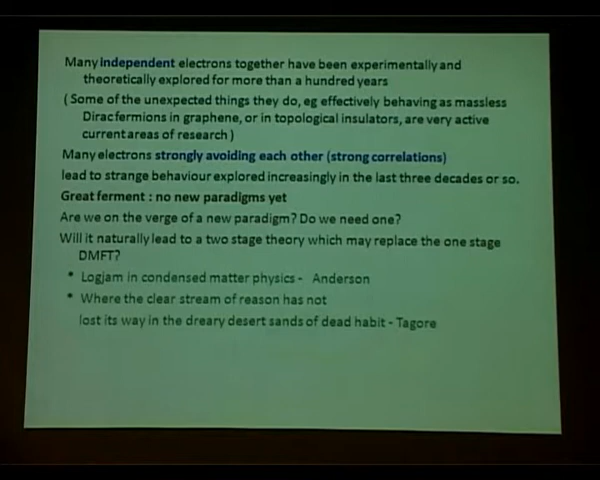 Many independent electrons together have been experimentally and
theoretically explored for more than a hundred years
( Some of the unexpected things they do, eg effectively behaving as massless
Dirac fermions in graphene, or in topological insulators, are very active
current areas of research )
Many electrons strongly avoiding each other (strong correlations)
lead to strange behaviour explored increasingly in the last three decades or so.
Great ferment : no new paradigms yet
Are we on the verge of a new paradigm? Do we need one?
Will it naturally lead to a two stage theory which may replace the one stage
DMFT?
* Logjam in condensed matter physics - Anderson
* Where the clear stream of reason has not
lost its way in the dreary desert sands of dead habit - Tagore